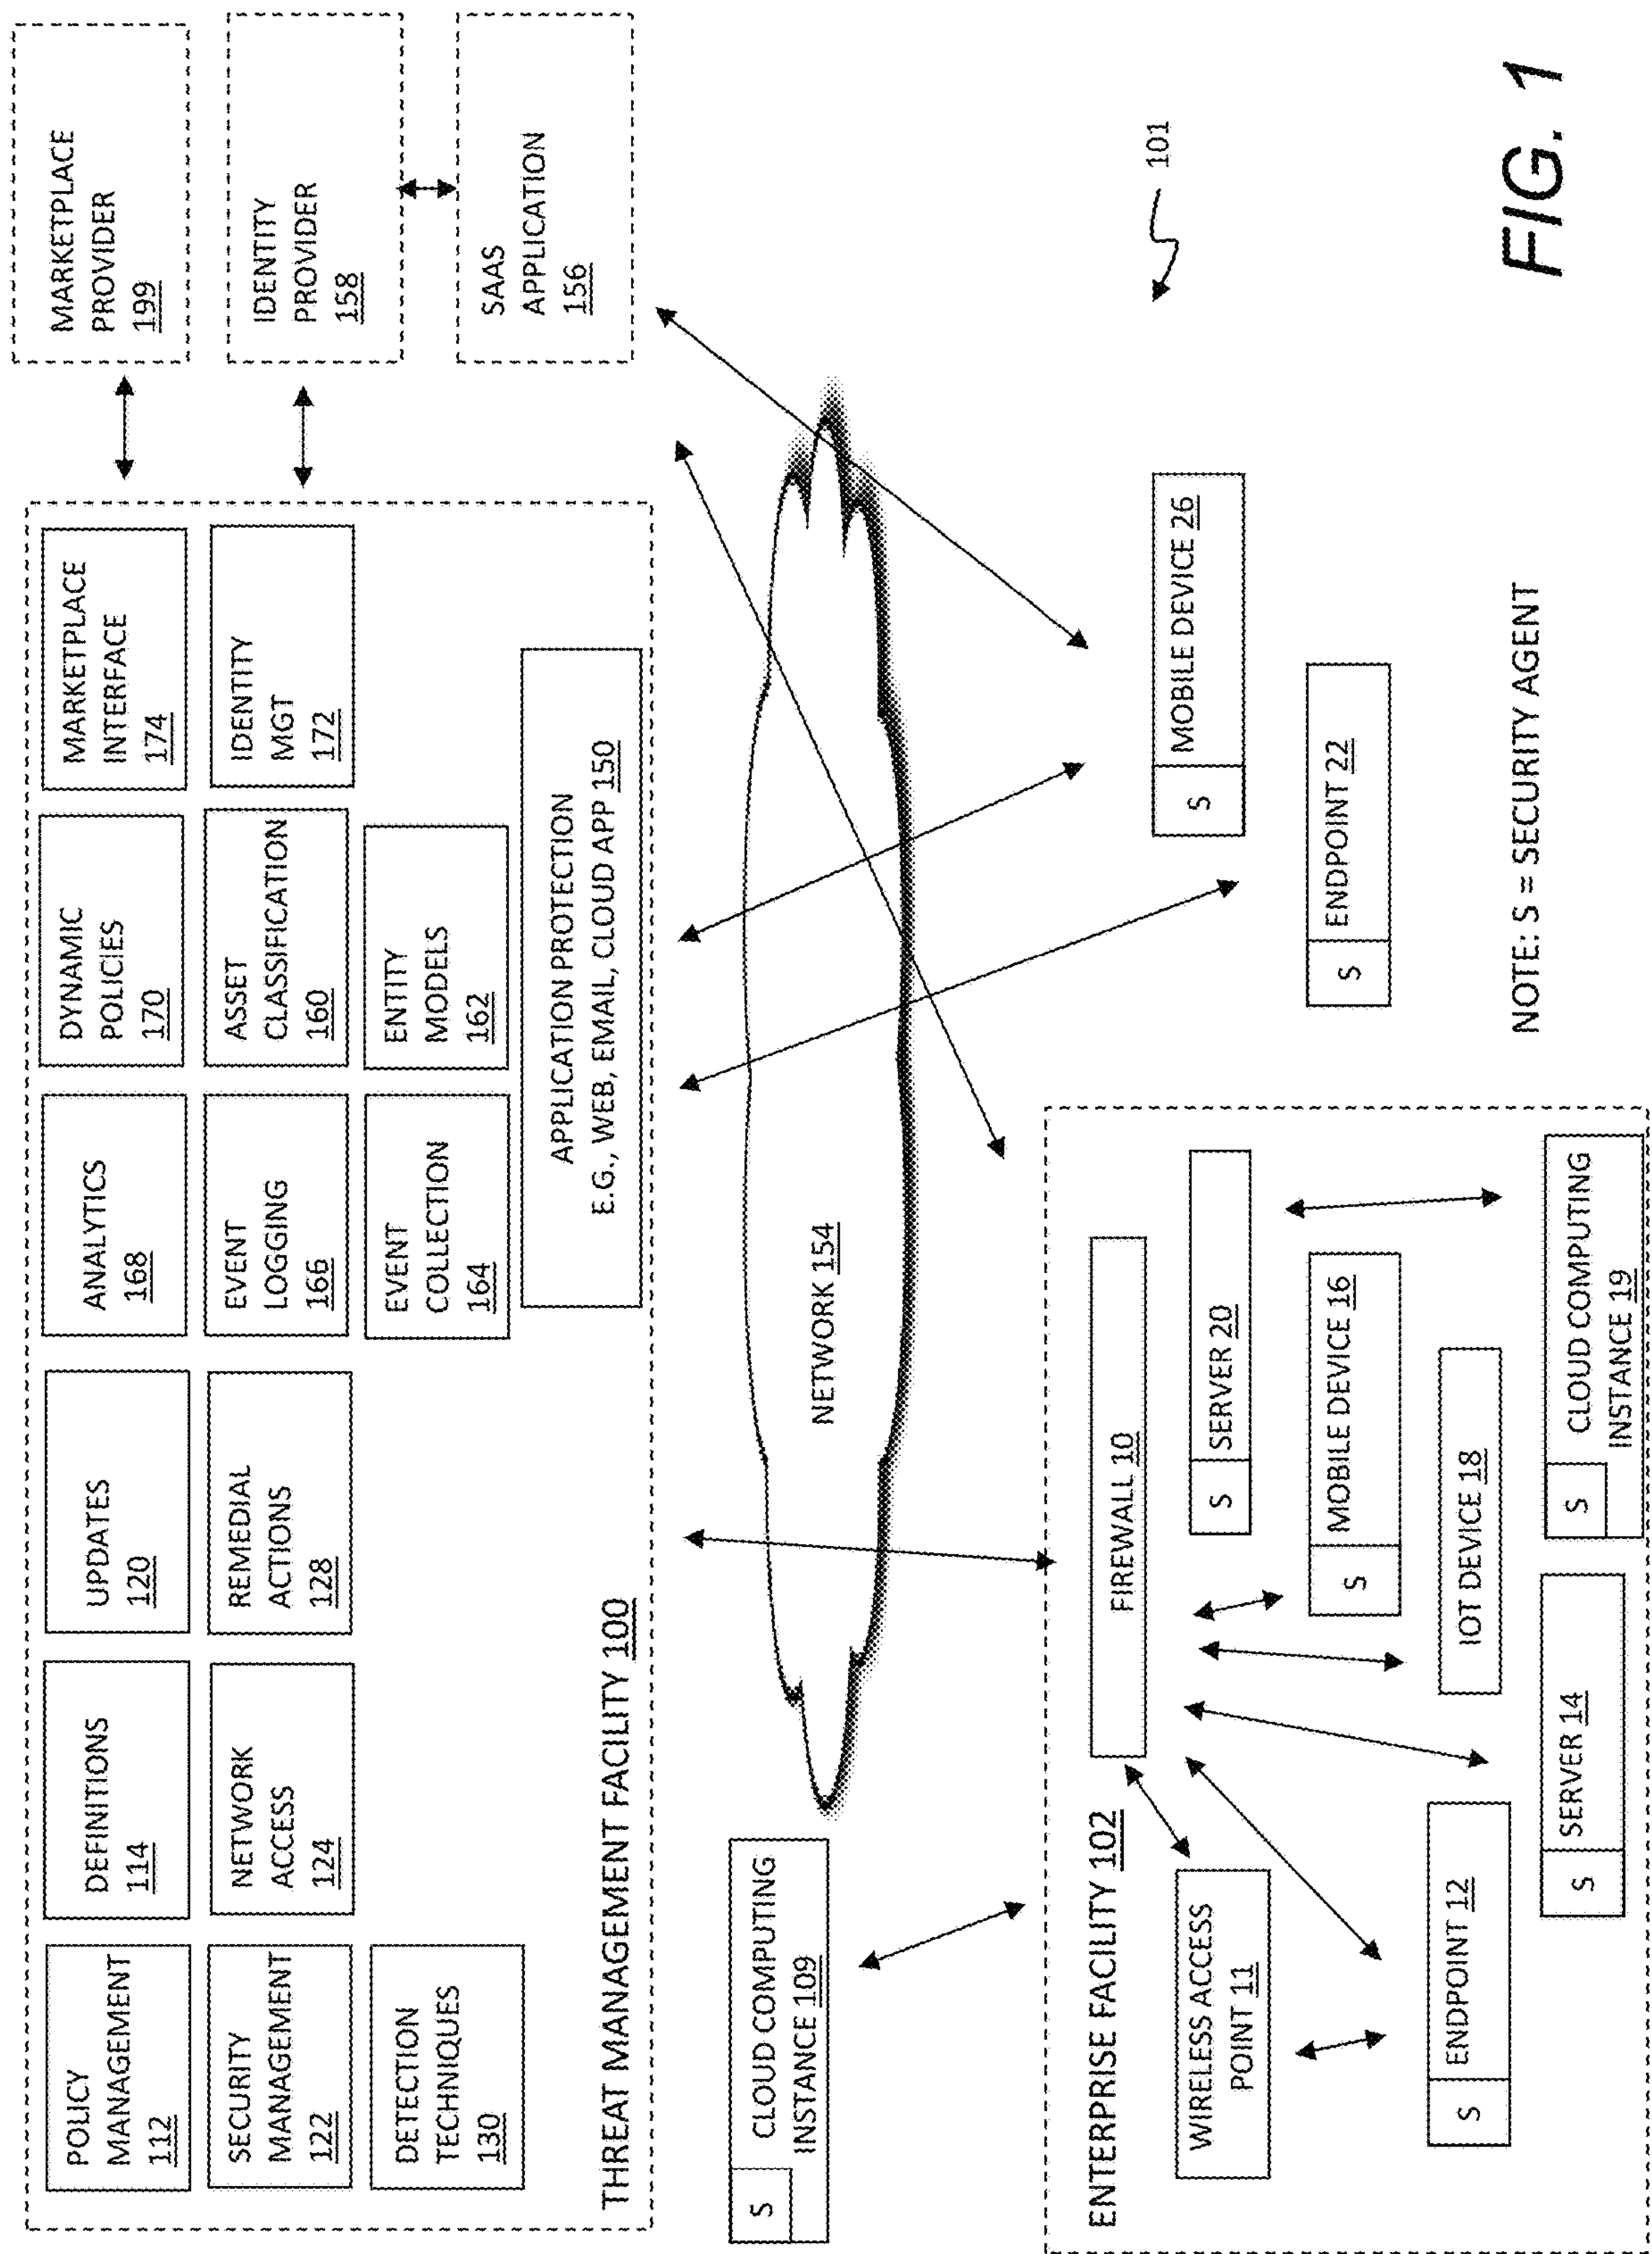 POLICY
MANAGEMENT
112
DEFINITIONS
114
UPDATES
120
ANALYTICS
168
DYNAMIC
POLICIES
170
MARKETPLACE
INTERFACE
174
MARKETPLACE
PROVIDER
199
SECURITY
MANAGEMENT
122
NETWORK
ACCESS
124
REMEDIAL
ACTIONS
128
EVENT
LOGGING
166
ASSET
CLASSIFICATION
160
IDENTITY
MGT
172
IDENTITY
PROVIDER
158
DETECTION
TECHNIQUES
130
EVENT
COLLECTION
164
ENTITY
MODELS
162
SAAS
APPLICATION
156
APPLICATION PROTECTION
E.G., WEB, EMAIL, CLOUD APP 150
THREAT MANAGEMENT FACILITY 100
S
CLOUD COMPUTING
INSTANCE 109
NETWORK 154
ENTERPRISE FACILITY 102
FIREWALL 10
WIRELESS ACCESS
POINT 11
S
SERVER 20
S
MOBILE DEVICE 16
S
ENDPOINT 12
IOT DEVICE 18
S
SERVER 14
S
CLOUD COMPUTING
INSTANCE 19
S
MOBILE DEVICE 26
S
ENDPOINT 22
101
NOTE: S = SECURITY AGENT
FIG. 1